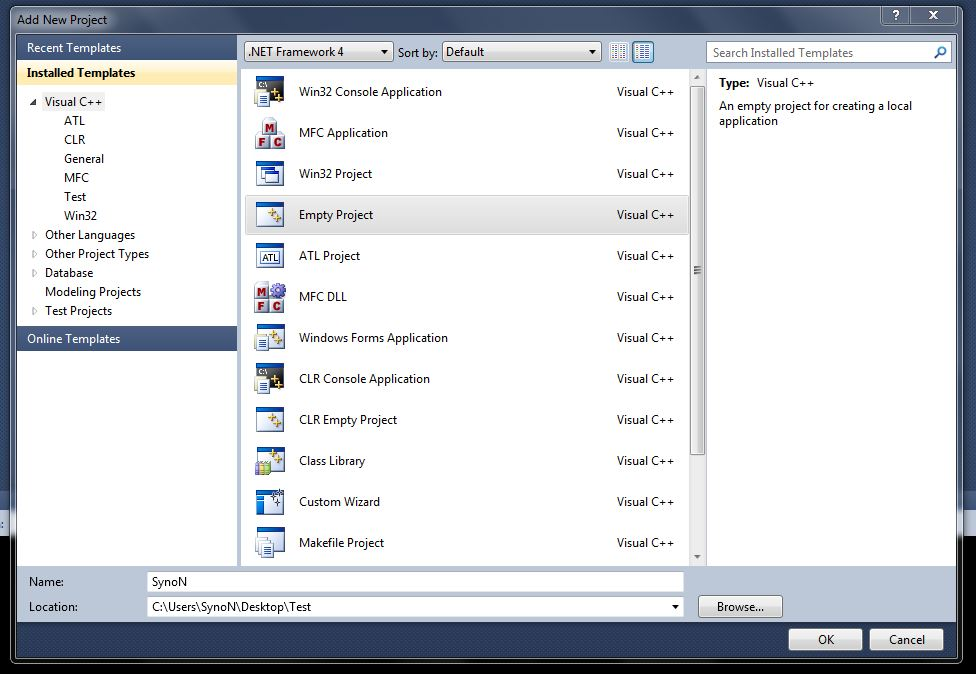 Add New Project
?
Recent Templates
Installed Templates
Visual C++
ATL
CLR
General
MFC
Test
Win32
Other Languages
Other Project Types
Database
Modeling Projects
Test Projects
Online Templates
.NET Framework 4
Sort by: Default
Search Installed Templates
Win32 Console Application Visual C++
MFC Application Visual C++
Win32 Project Visual C++
Empty Project Visual C++
ATL Project Visual C++
MFC DLL Visual C++
Windows Forms Application Visual C++
CLR Console Application Visual C++
CLR Empty Project Visual C++
Class Library Visual C++
Custom Wizard Visual C++
Makefile Project Visual C++
Type: Visual C++
An empty project for creating a local
application
Name: SynoN
Location: C:\Users\SynoN\Desktop\Test
Browse...
OK Cancel